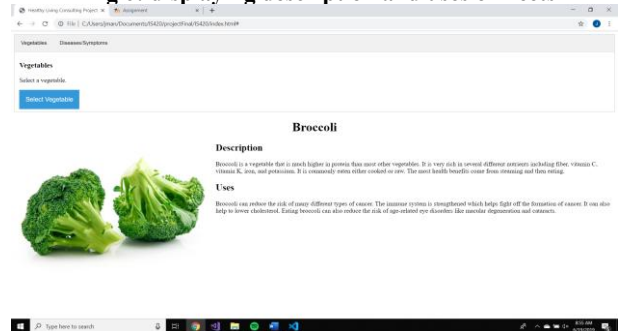 Healthy Living Consulting Project
assignment
File | C:/Users/jman/Documents/IS420/projectFinal/IS420/index.html#
Vegetables Diseases/Symptoms
Vegetables
Select a vegetable.
Select Vegetable
Broccoli
Description
Broccoli is a vegetable that is much higher in protein than most other vegetables. It is very rich in several different nutrients including fiber, vitamin C,
vitamin K, iron, and potassium. It is commonly eaten either cooked or raw. The most health benefits come from steaming and then eating.
Uses
Broccoli can reduce the risk of many different types of cancer. The immune system is strengthened which helps fight off the formation of cancer. It can also
help to lower cholesterol. Eating broccoli can also reduce the risk of age-related eye disorders like macular degeneration and cataracts.
Type here to search
8:55 AM